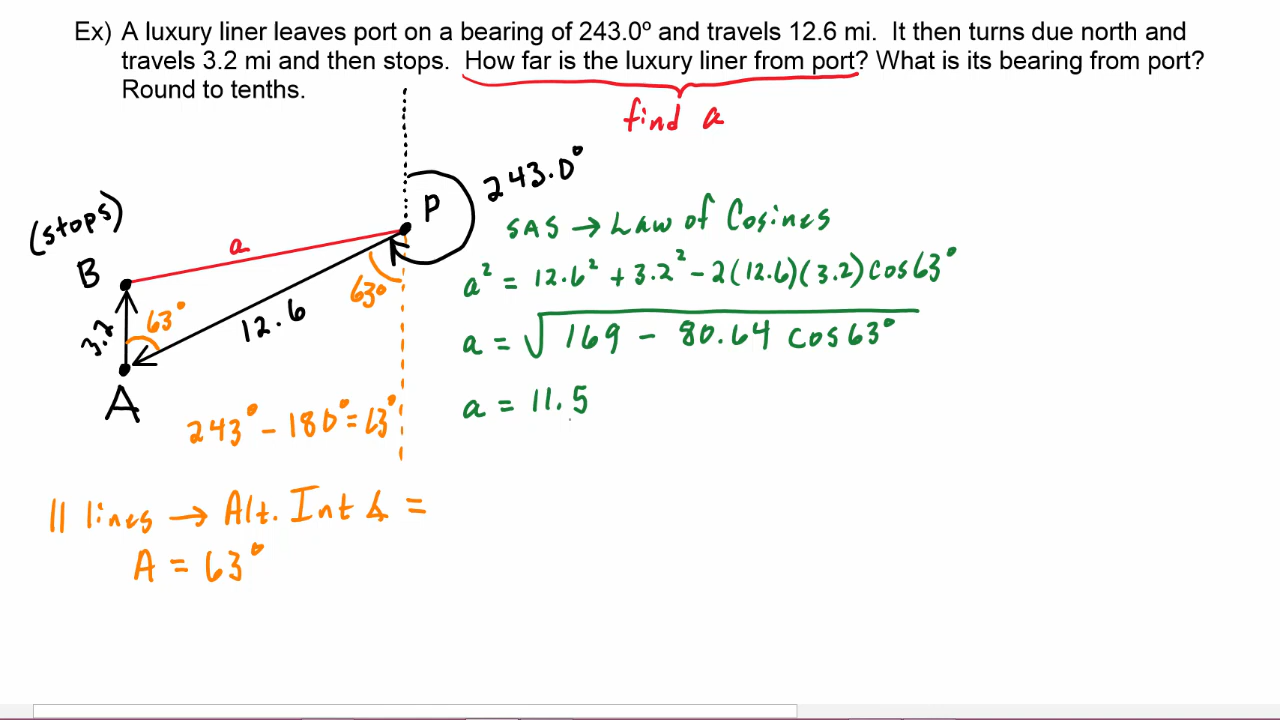 Ex) A luxury liner leaves port on a bearing of 243.0º and travels 12.6 mi. It then turns due north and
travels 3.2 mi and then stops. How far is the luxury liner from port? What is its bearing from port?
Round to tenths.
find a
243.0°
P
(stops)
B
a
63°
63°
3.2
12.6
A
SAS → Law of Cosines
a² = 12.6² + 3.2² - 2(12.6)(3.2) cos63°
a = √169 - 80.64 cos63°
a = 11.5
243° - 180° = 63°
|| lines → Alt. Int ∡ =
A = 63°